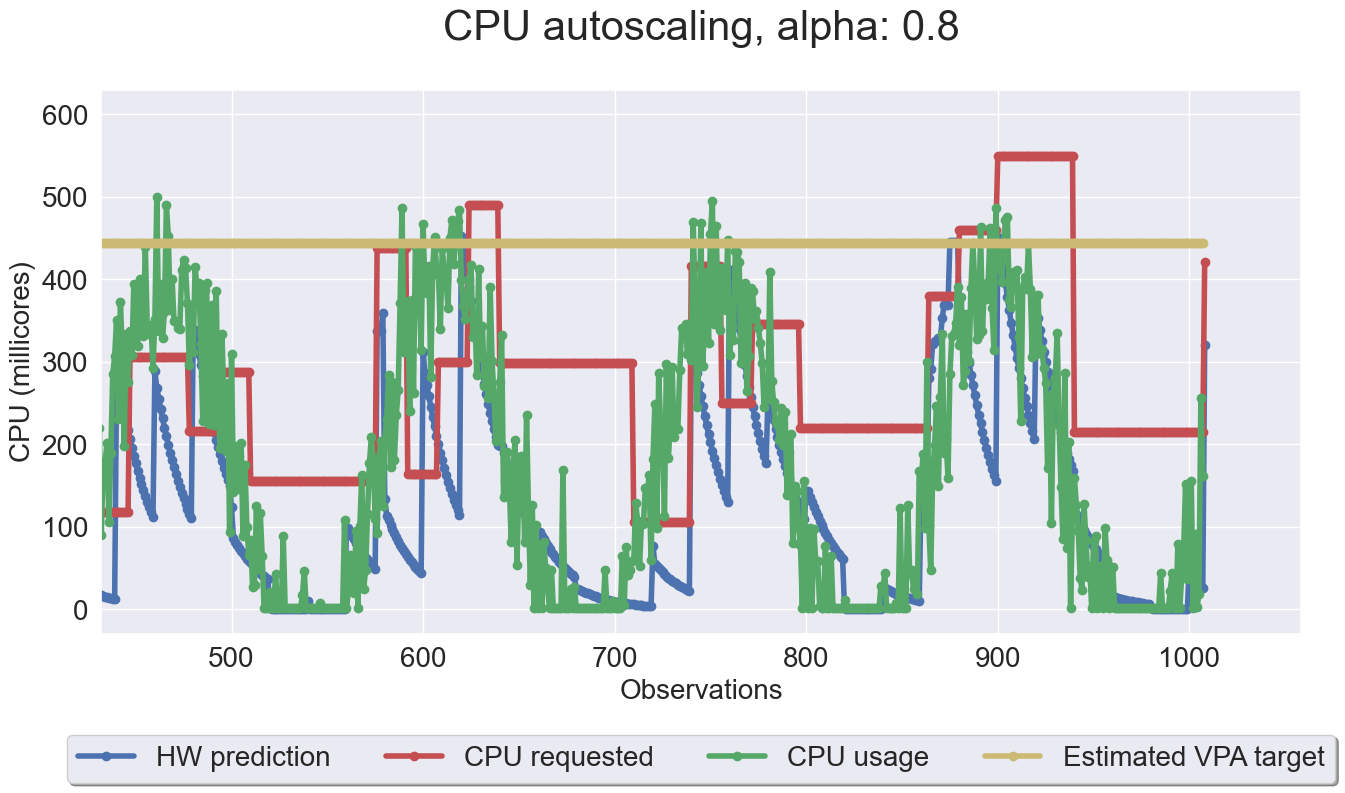 CPU autoscaling, alpha: 0.8
600
500
400
300
200
100
0
CPU (millicores)
500 600 700 800 900 1000
Observations
HW prediction CPU requested CPU usage Estimated VPA target